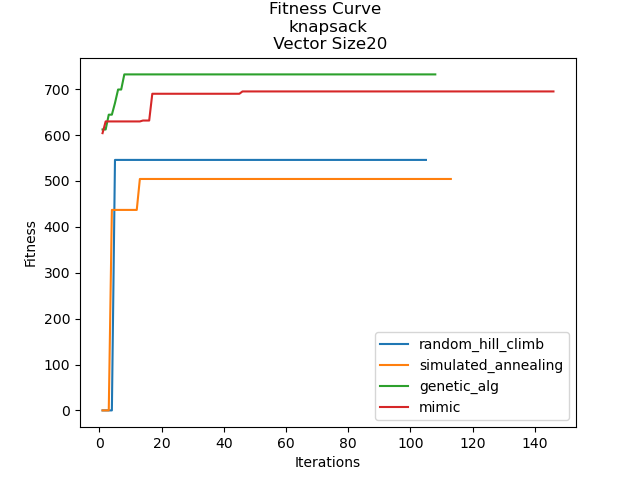 Fitness Curve
knapsack
Vector Size20
Fitness
700
600
500
400
300
200
100
0
0 20 40 60 80 100 120 140
Iterations
random_hill_climb
simulated_annealing
genetic_alg
mimic